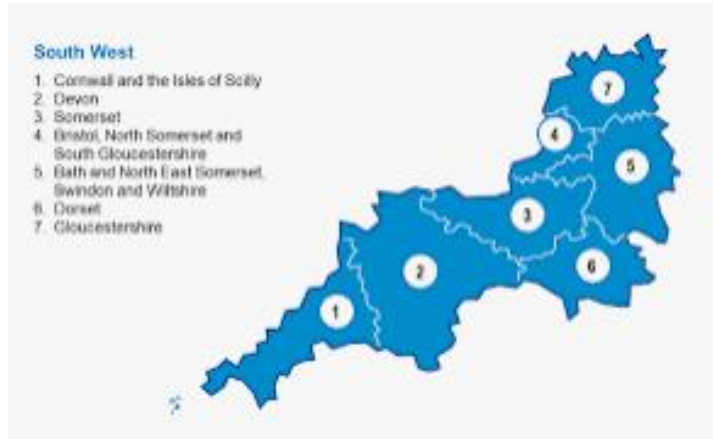 South West
1. Cornwall and the Isles of Scilly
2. Devon
3. Somerset
4. Bristol, North Somerset and
South Gloucestershire
5. Bath and North East Somerset,
Swindon and Wiltshire
6. Dorset
7. Gloucestershire
7
4
5
3
6
2
1